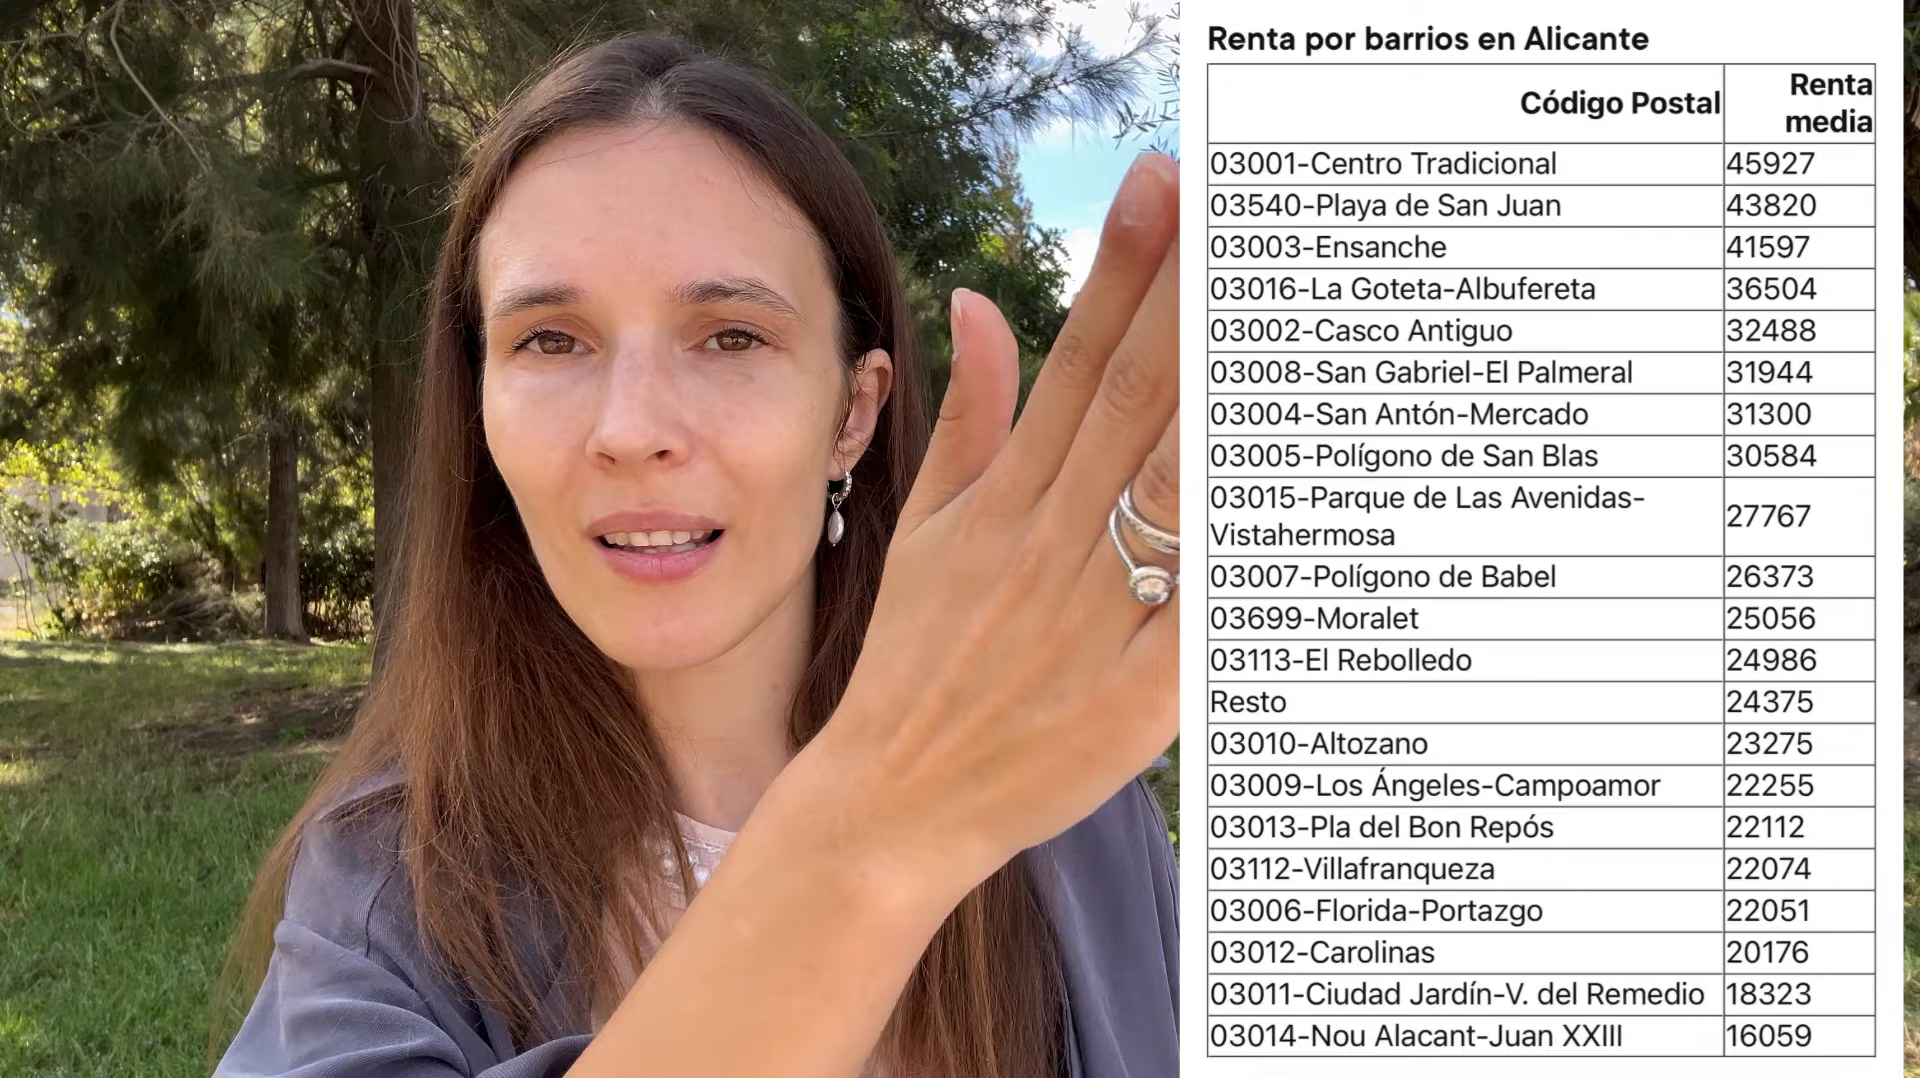 Renta por barrios en Alicante
Código Postal Renta media
03001-Centro Tradicional 45927
03540-Playa de San Juan 43820
03003-Ensanche 41597
03016-La Goteta-Albufereta 36504
03002-Casco Antiguo 32488
03008-San Gabriel-El Palmeral 31944
03004-San Antón-Mercado 31300
03005-Polígono de San Blas 30584
03015-Parque de Las Avenidas-
Vistahermosa 27767
03007-Polígono de Babel 26373
03699-Moralet 25056
03113-El Rebolledo 24986
Resto 24375
03010-Altozano 23275
03009-Los Ángeles-Campoamor 22255
03013-Pla del Bon Repós 22112
03112-Villafranqueza 22074
03006-Florida-Portazgo 22051
03012-Carolinas 20176
03011-Ciudad Jardín-V. del Remedio 18323
03014-Nou Alacant-Juan XXIII 16059